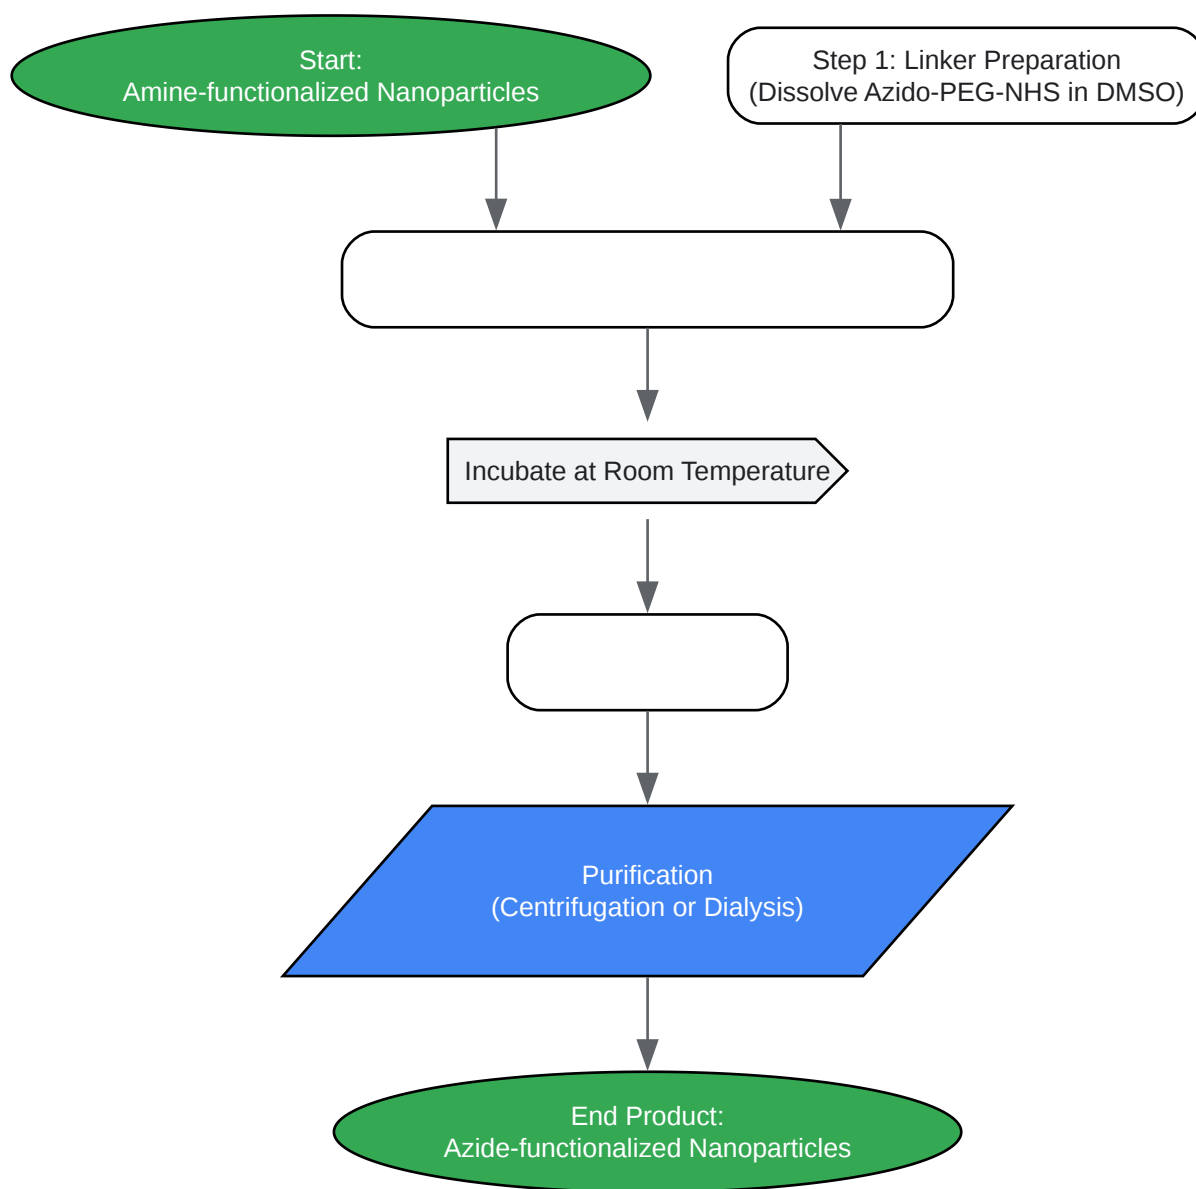 Start:
Amine-functionalized Nanoparticles
Step 1: Linker Preparation
(Dissolve Azido-PEG-NHS in DMSO)
Incubate at Room Temperature
Purification
(Centrifugation or Dialysis)
End Product:
Azide-functionalized Nanoparticles